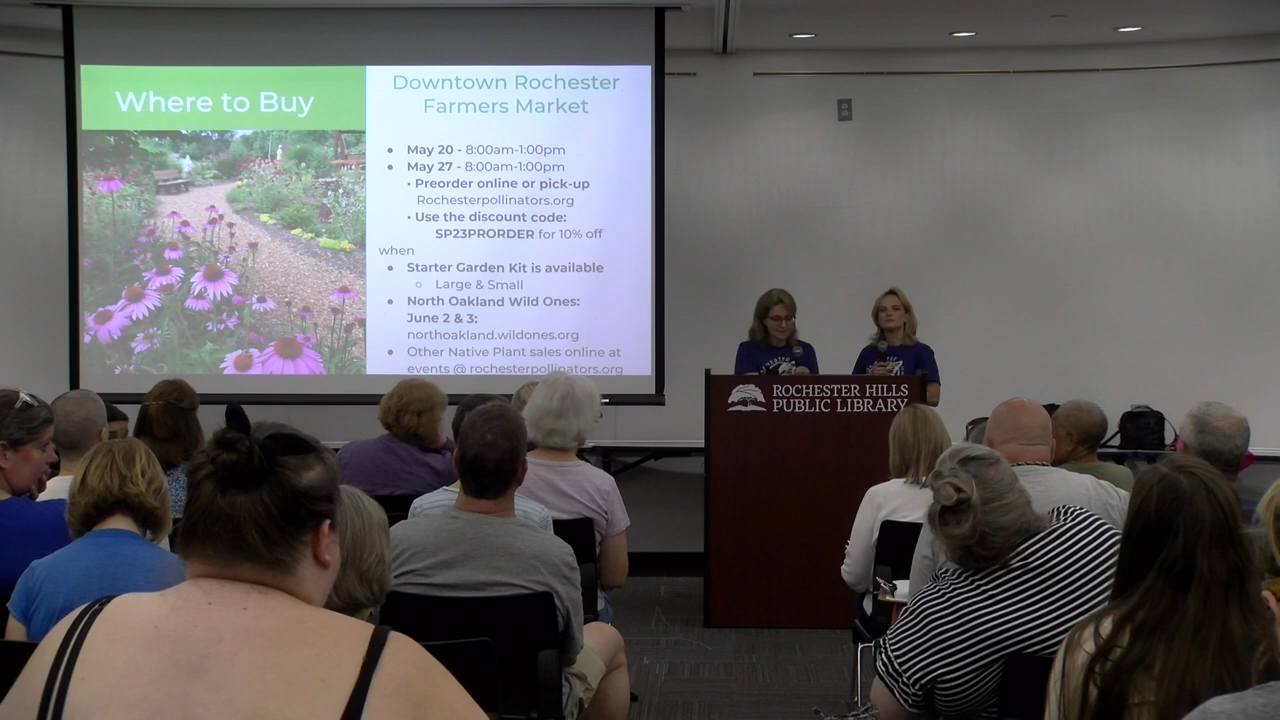 Where to Buy
Downtown Rochester
Farmers Market
● May 20 - 8:00am-1:00pm
● May 27 - 8:00am-1:00pm
• Preorder online or pick-up
Rochesterpollinators.org
• Use the discount code:
SP23PRORDER for 10% off
when
● Starter Garden Kit is available
○ Large & Small
● North Oakland Wild Ones:
June 2 & 3:
northoakland.wildones.org
● Other Native Plant sales online at
events @ rochesterpollinators.org
ROCHESTER HILLS
PUBLIC LIBRARY